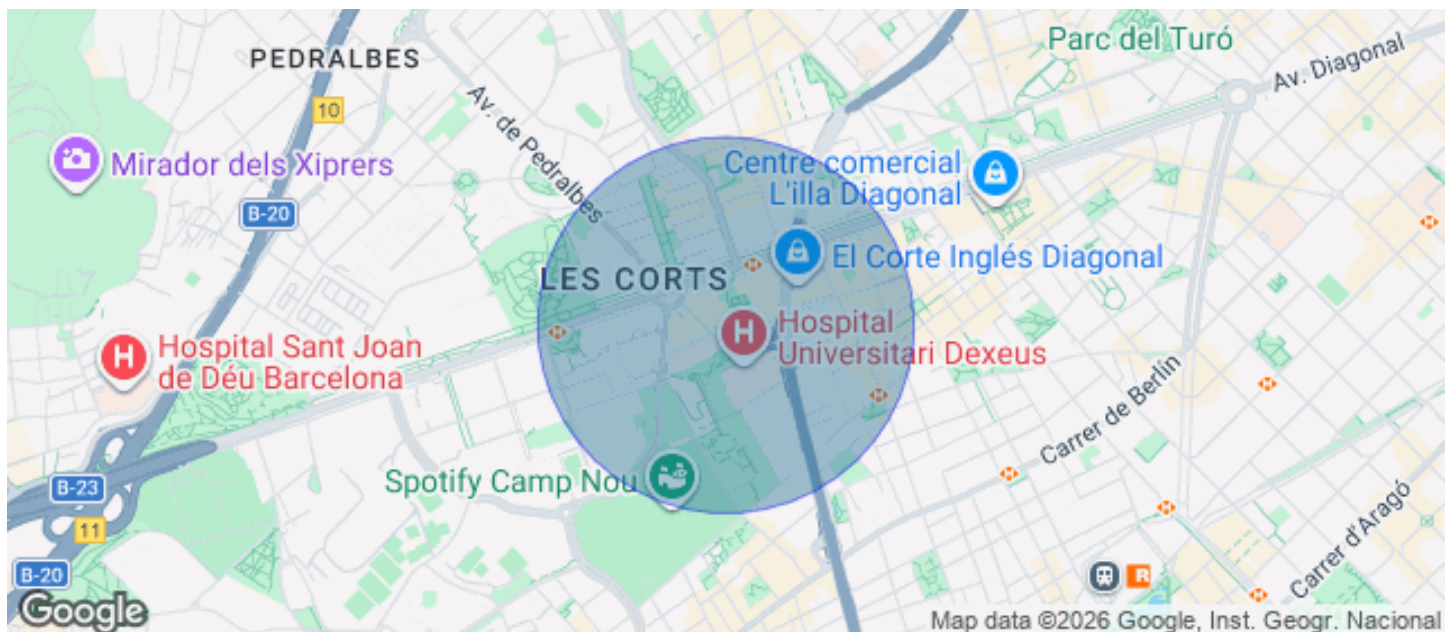 PEDRALBES
Parc del Turó
Av. Diagonal
10
Av. de Pedralbes
Mirador dels Xiprers
Centre comercial
L'illa Diagonal
B-20
El Corte Inglés Diagonal
LES CORTS
Hospital
Universitari Dexeus
Hospital Sant Joan
de Déu Barcelona
Carrer de Berlín
Spotify Camp Nou
B-23
11
Carrer d'Aragó
B-20
R
Google
Map data ©2026 Google, Inst. Geogr. Nacional